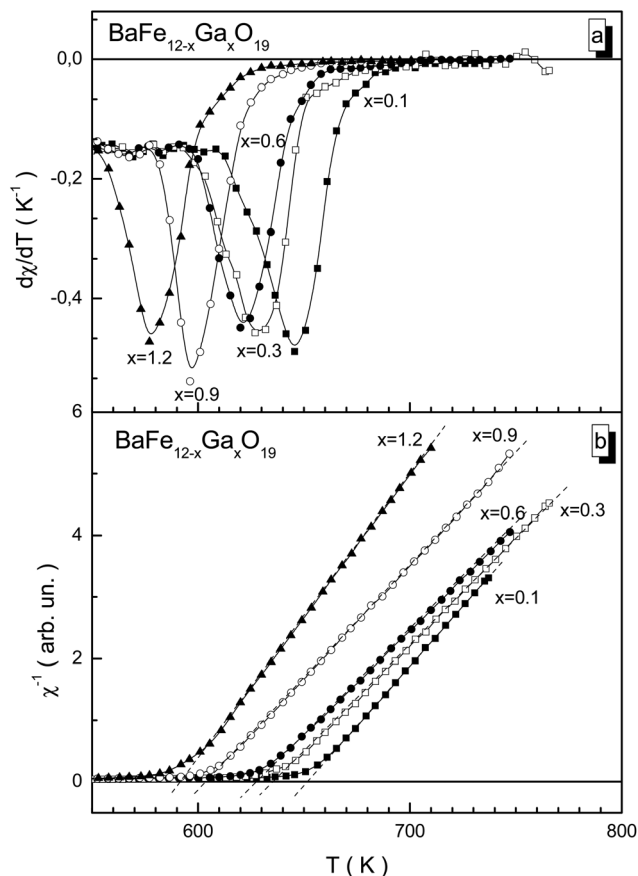 BaFe₁₂₋ₓGaₓO₁₉
a
0,0
-0,2
-0,4
6
dχ/dT ( K⁻¹ )
x=1.2
x=0.9
x=0.6
x=0.3
x=0.1
BaFe₁₂₋ₓGaₓO₁₉
b
4
2
0
χ⁻¹ ( arb. un. )
x=1.2
x=0.9
x=0.6
x=0.3
x=0.1
600
700
800
T ( K )